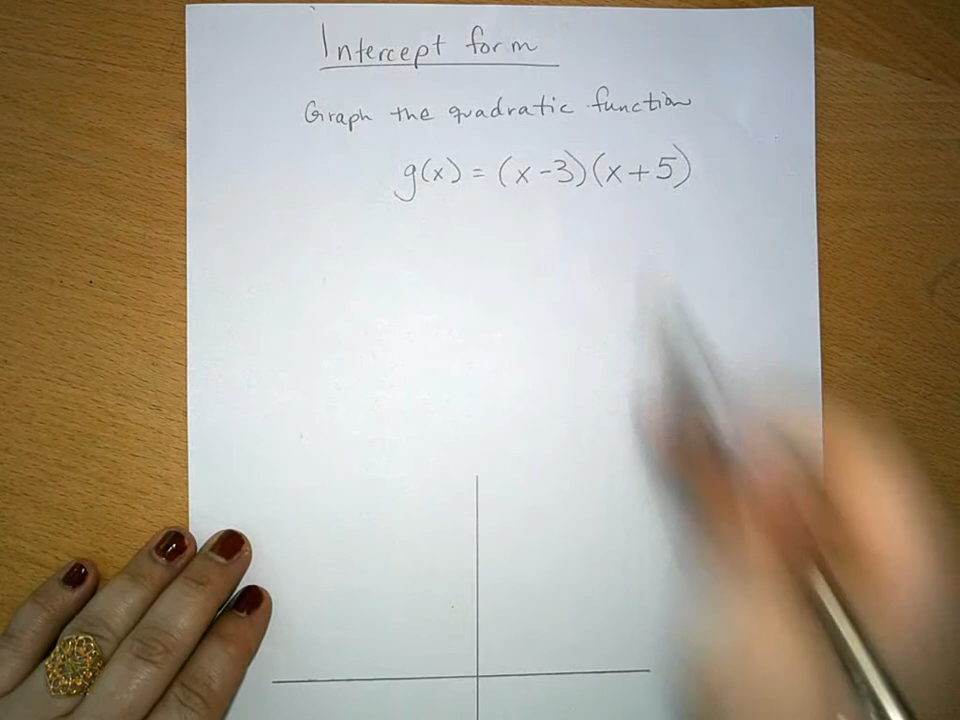 Intercept form
Graph the quadratic function
g(x) = (x-3)(x+5)